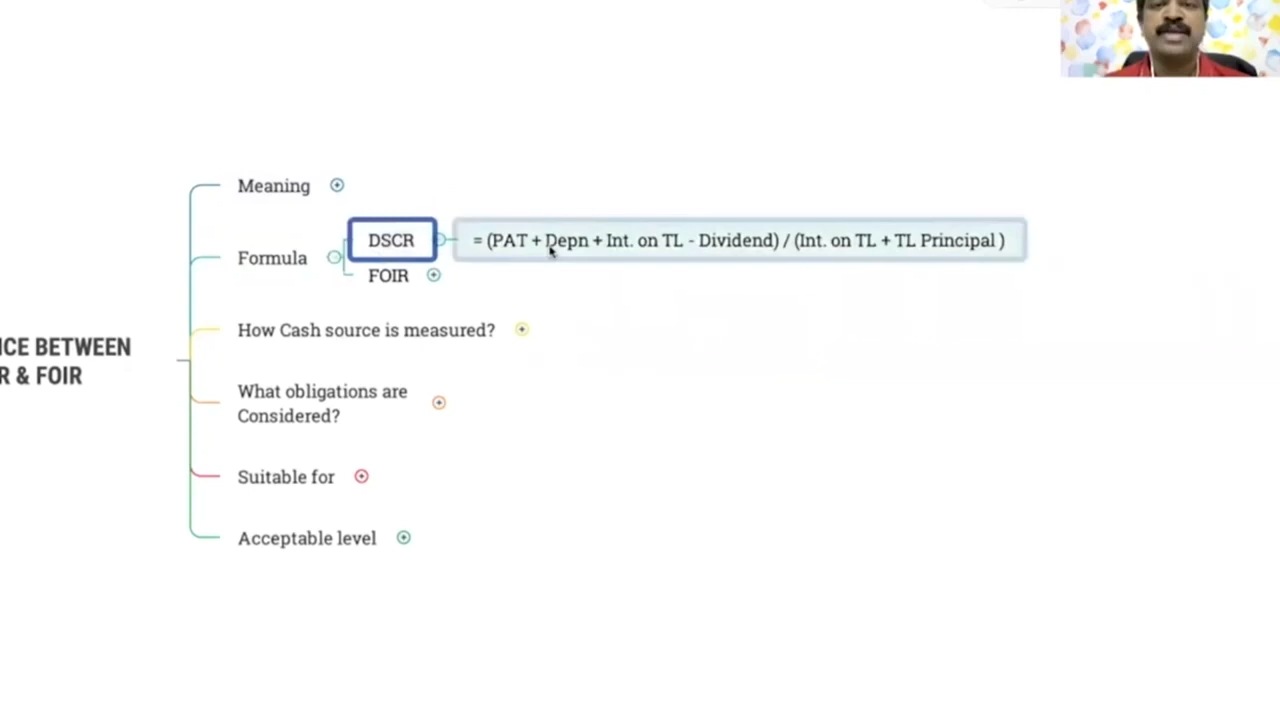 Meaning
DSCR
= (PAT + Depn + Int. on TL - Dividend) / (Int. on TL + TL Principal )
Formula
FOIR
How Cash source is measured?
BETWEEN
& FOIR
What obligations are
Considered?
Suitable for
Acceptable level